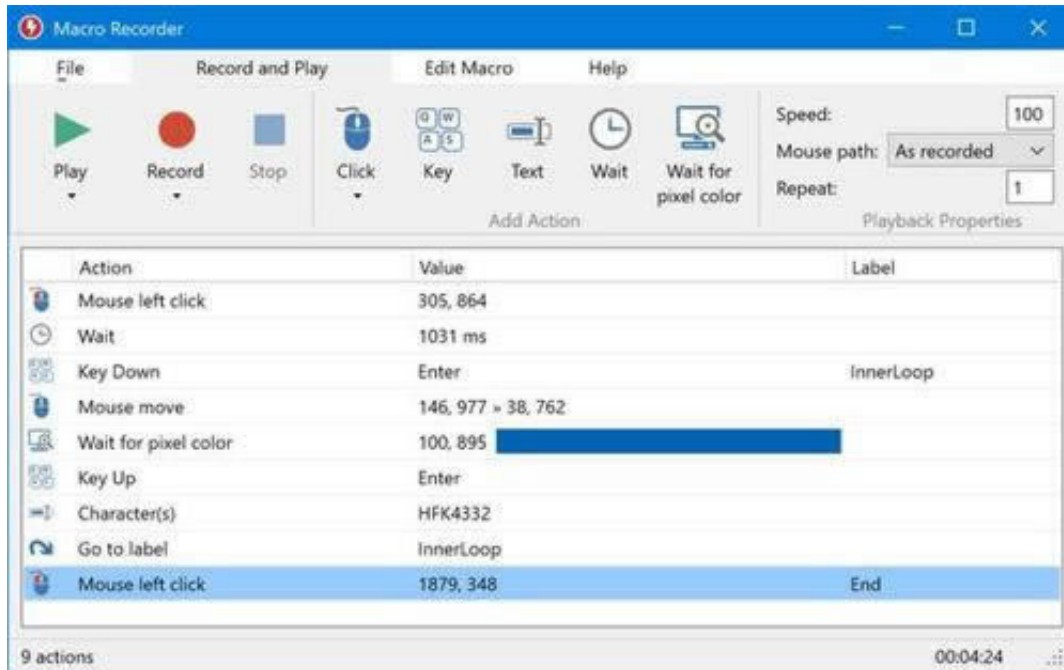 Macro Recorder
File Record and Play Edit Macro Help
Play Record Stop Click Key Text Wait Wait for pixel color
Add Action
Speed: 100
Mouse path: As recorded
Repeat: 1
Playback Properties
Action Value Label
Mouse left click 305, 864
Wait 1031 ms
Key Down Enter InnerLoop
Mouse move 146, 977 » 38, 762
Wait for pixel color 100, 895
Key Up Enter
Character(s) HFK4332
Go to label InnerLoop
Mouse left click 1879, 348 End
9 actions 00:04:24